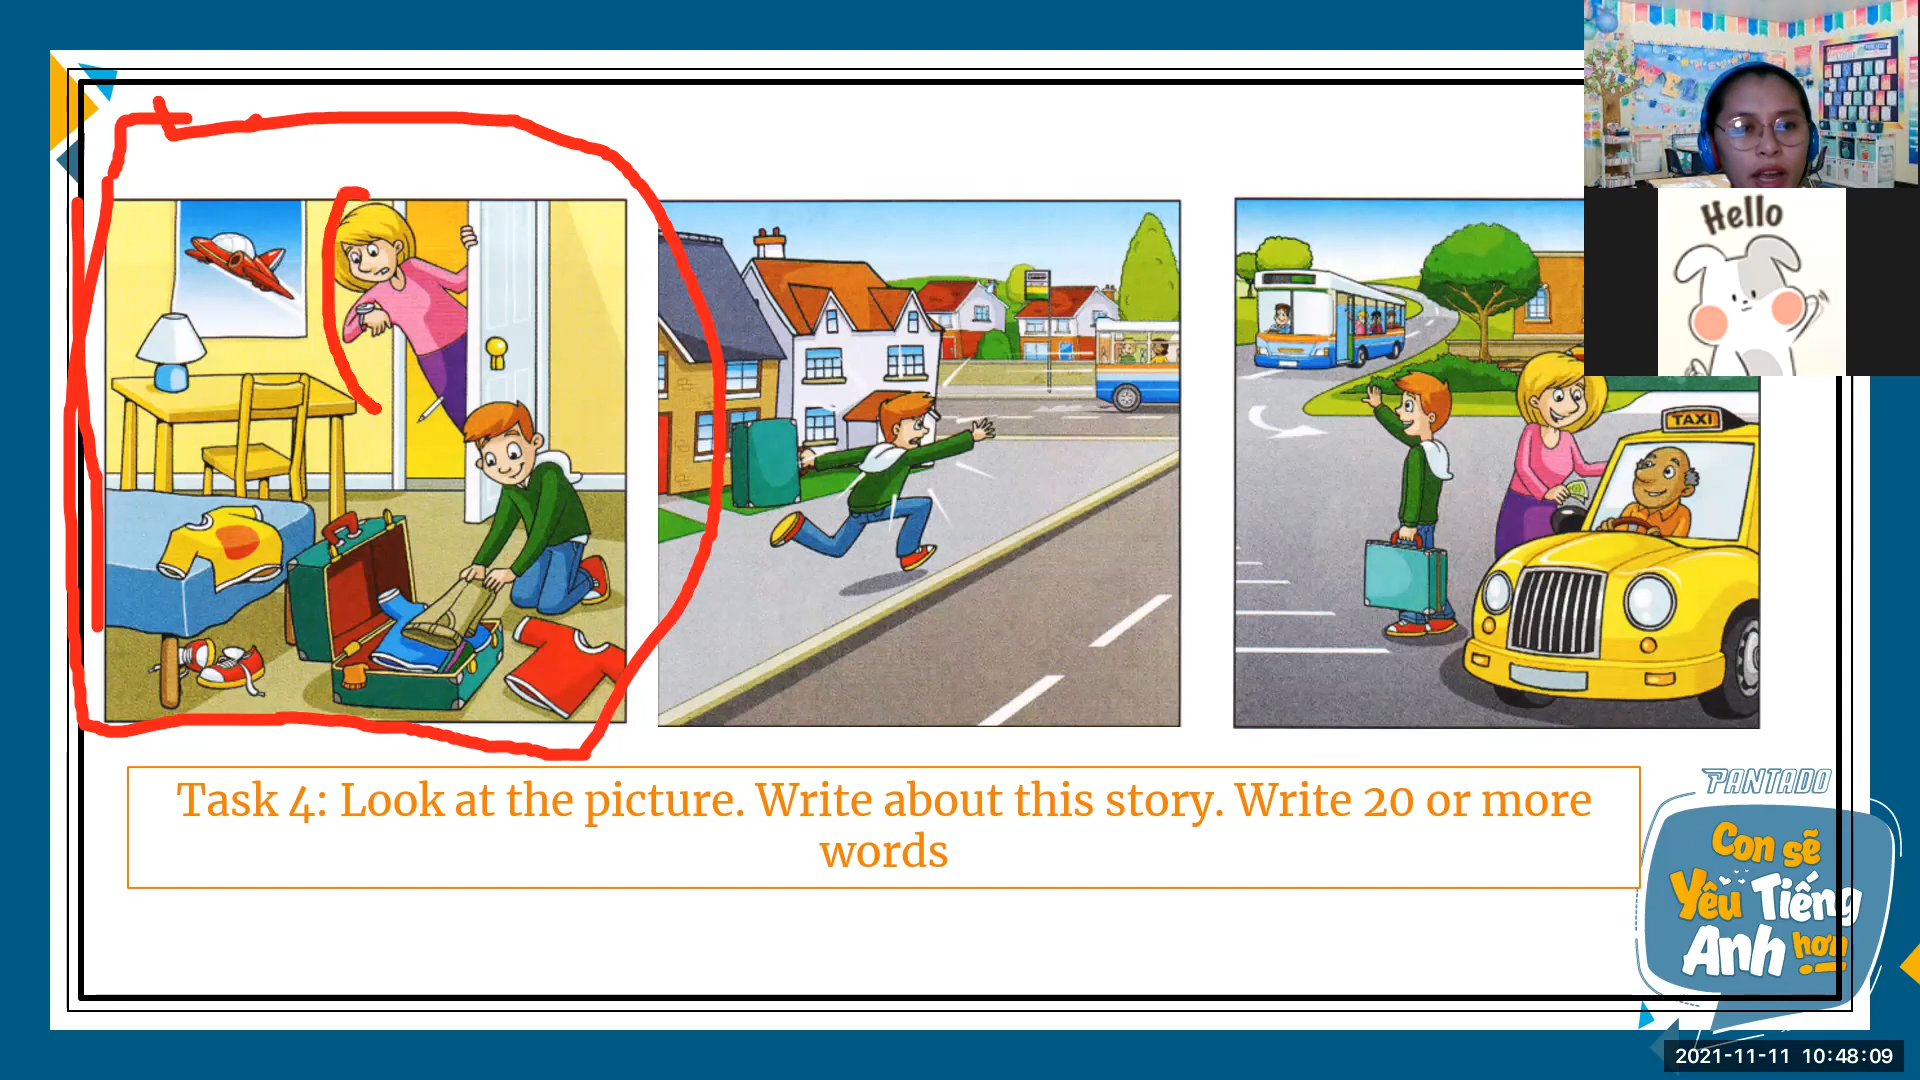 Hello
TAXI
Task 4: Look at the picture. Write about this story. Write 20 or more
words
PANTADO
Con sẽ
Yêu Tiếng
Anh hơn
2021-11-11 10:48:09